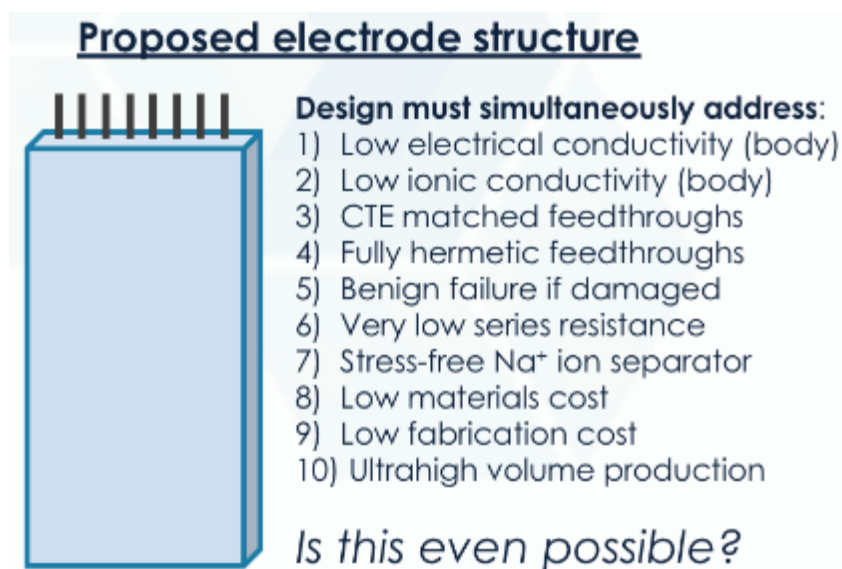 Proposed electrode structure
Design must simultaneously address:
1) Low electrical conductivity (body)
2) Low ionic conductivity (body)
3) CTE matched feedthroughs
4) Fully hermetic feedthroughs
5) Benign failure if damaged
6) Very low series resistance
7) Stress-free Na⁺ ion separator
8) Low materials cost
9) Low fabrication cost
10) Ultrahigh volume production
Is this even possible?